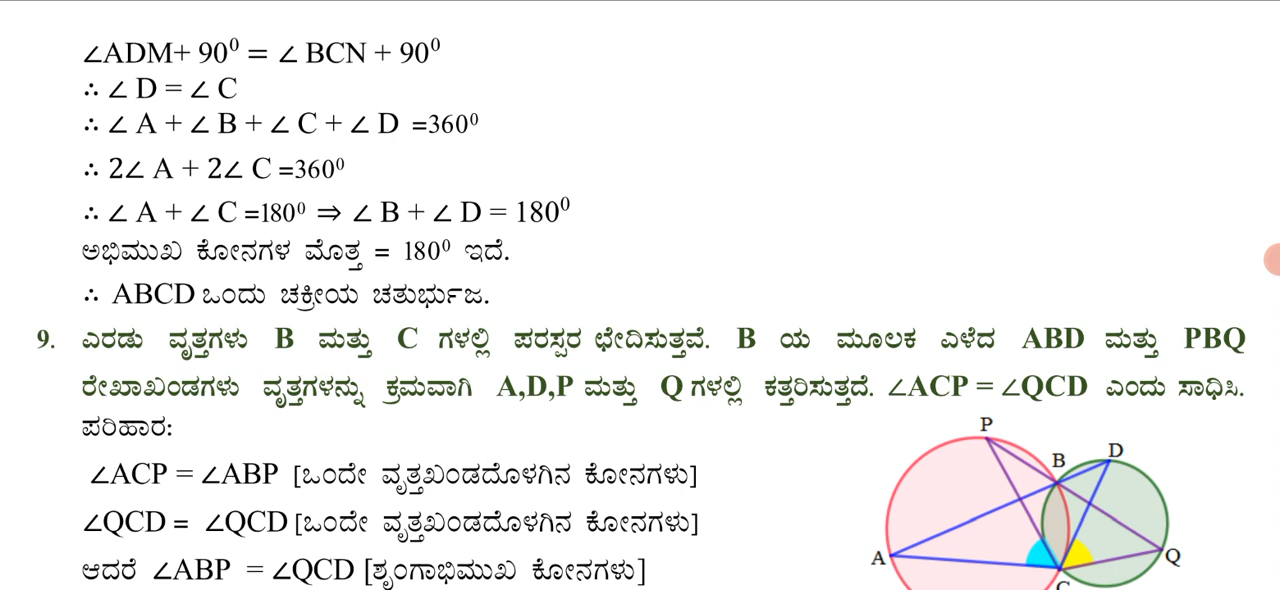 ∠ADM+ 90⁰ = ∠ BCN + 90⁰
∴ ∠ D = ∠ C
∴ ∠ A + ∠ B + ∠ C + ∠ D =360⁰
∴ 2∠ A + 2∠ C =360⁰
∴ ∠ A + ∠ C =180⁰ ⇒ ∠ B + ∠ D = 180⁰
ಅಭಿಮುಖ ಕೋನಗಳ ಮೊತ್ತ = 180⁰ ಇದೆ.
∴ ABCD ಒಂದು ಚಕ್ರೀಯ ಚತುರ್ಭುಜ.
9. ಎರಡು ವೃತ್ತಗಳು B ಮತ್ತು C ಗಳಲ್ಲಿ ಪರಸ್ಪರ ಛೇದಿಸುತ್ತವೆ. B ಯ ಮೂಲಕ ಎಳೆದ ABD ಮತ್ತು PBQ
ರೇಖಾಖಂಡಗಳು ವೃತ್ತಗಳನ್ನು ಕ್ರಮವಾಗಿ A,D,P ಮತ್ತು Q ಗಳಲ್ಲಿ ಕತ್ತರಿಸುತ್ತದೆ. ∠ACP = ∠QCD ಎಂದು ಸಾಧಿಸಿ.
ಪರಿಹಾರ:
∠ACP = ∠ABP [ಒಂದೇ ವೃತ್ತಖಂಡದೊಳಗಿನ ಕೋನಗಳು]
∠QCD = ∠QCD [ಒಂದೇ ವೃತ್ತಖಂಡದೊಳಗಿನ ಕೋನಗಳು]
ಆದರೆ ∠ABP = ∠QCD [ಶೃಂಗಾಭಿಮುಖ ಕೋನಗಳು]
P
B
D
A
Q
C